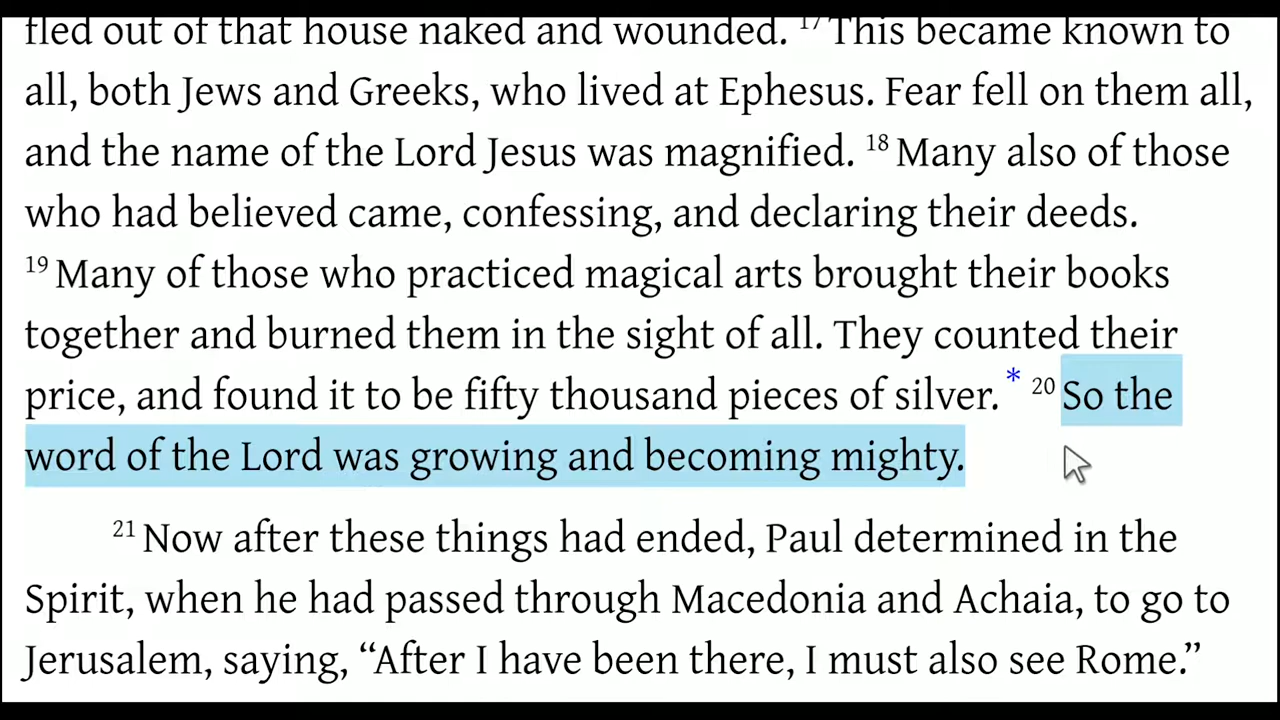 fled out of that house naked and wounded. 17 This became known to
all, both Jews and Greeks, who lived at Ephesus. Fear fell on them all,
and the name of the Lord Jesus was magnified. 18 Many also of those
who had believed came, confessing, and declaring their deeds.
19 Many of those who practiced magical arts brought their books
together and burned them in the sight of all. They counted their
price, and found it to be fifty thousand pieces of silver. * 20 So the
word of the Lord was growing and becoming mighty.
21 Now after these things had ended, Paul determined in the
Spirit, when he had passed through Macedonia and Achaia, to go to
Jerusalem, saying, “After I have been there, I must also see Rome.”